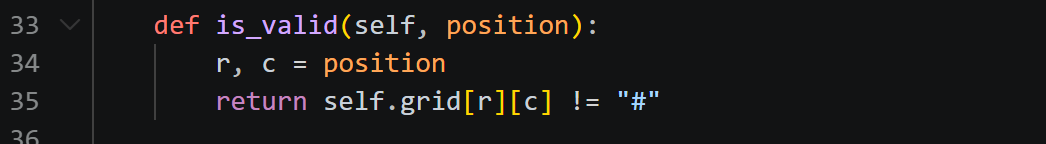 33 def is_valid(self, position):
34 r, c = position
35 return self.grid[r][c] != "#"
36